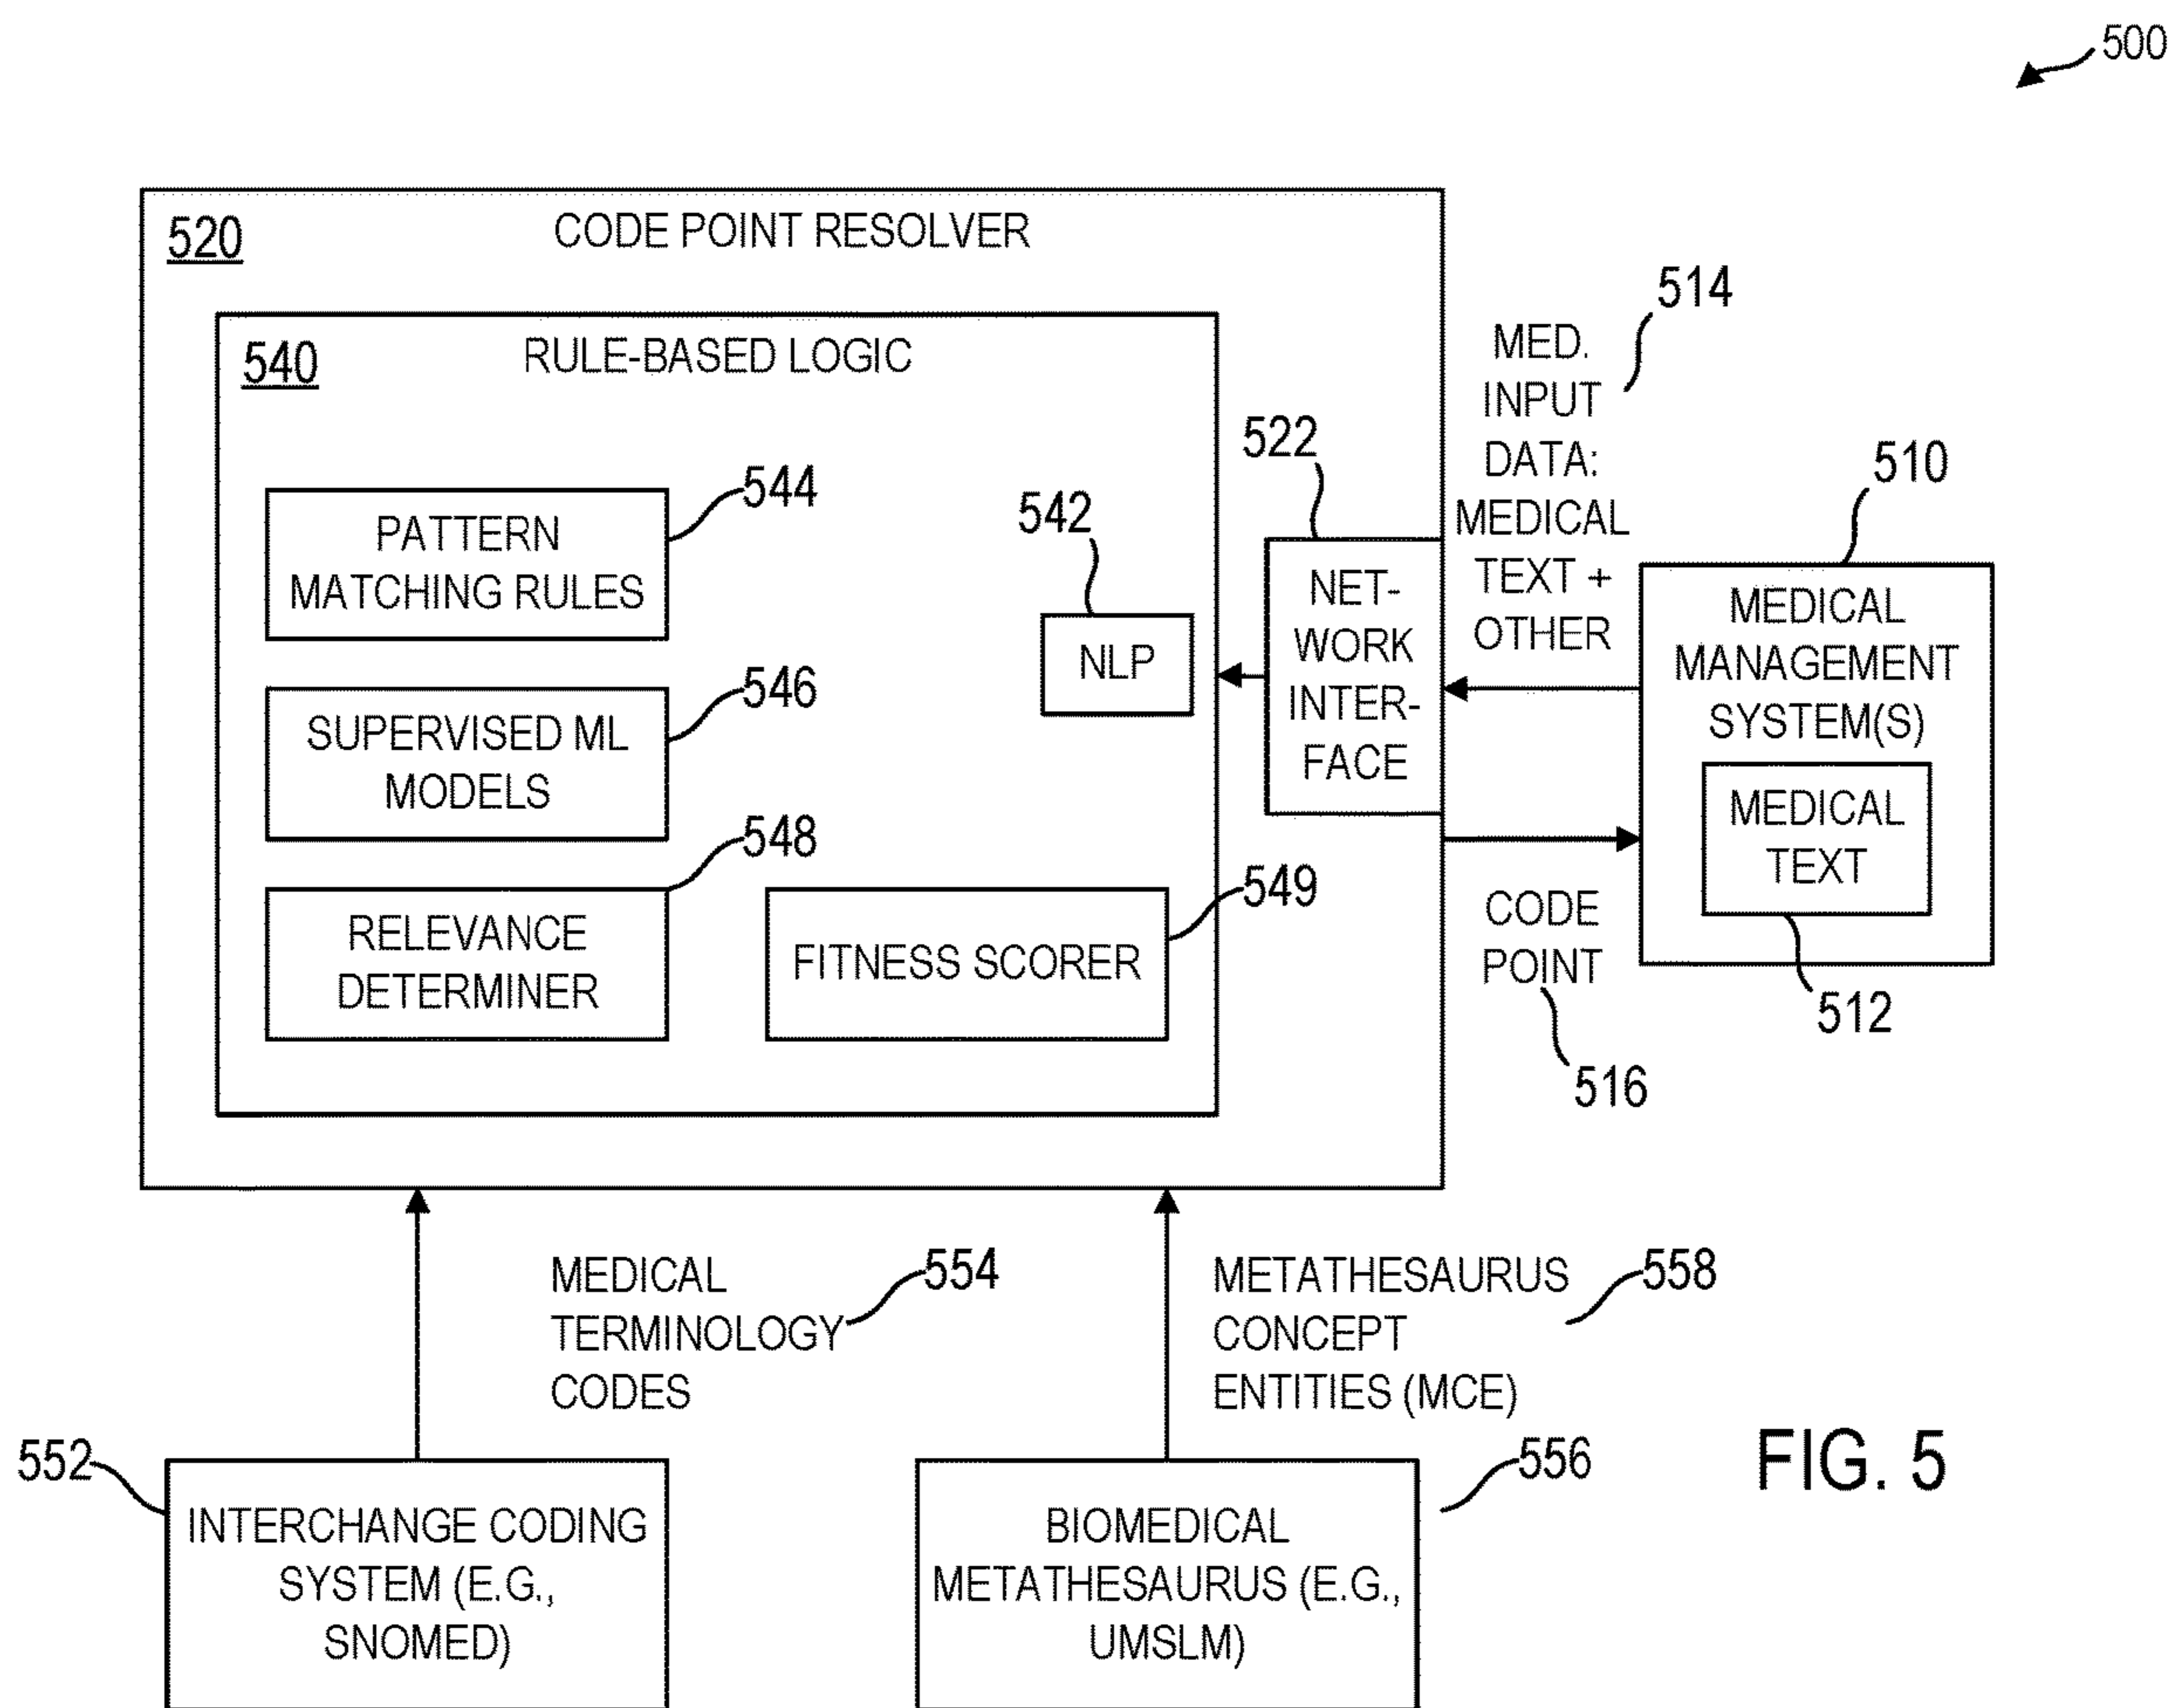 500
520
CODE POINT RESOLVER
540
RULE-BASED LOGIC
544
PATTERN
MATCHING RULES
546
SUPERVISED ML
MODELS
548
RELEVANCE
DETERMINER
542
NLP
549
FITNESS SCORER
522
NET-
WORK
INTER-
FACE
514
MED.
INPUT
DATA:
MEDICAL
TEXT +
OTHER
510
MEDICAL
MANAGEMENT
SYSTEM(S)
MEDICAL
TEXT
512
CODE
POINT
516
MEDICAL
TERMINOLOGY
CODES
554
METATHESAURUS
CONCEPT
ENTITIES (MCE)
558
552
INTERCHANGE CODING
SYSTEM (E.G.,
SNOMED)
556
BIOMEDICAL
METATHESAURUS (E.G.,
UMSLM)
FIG. 5